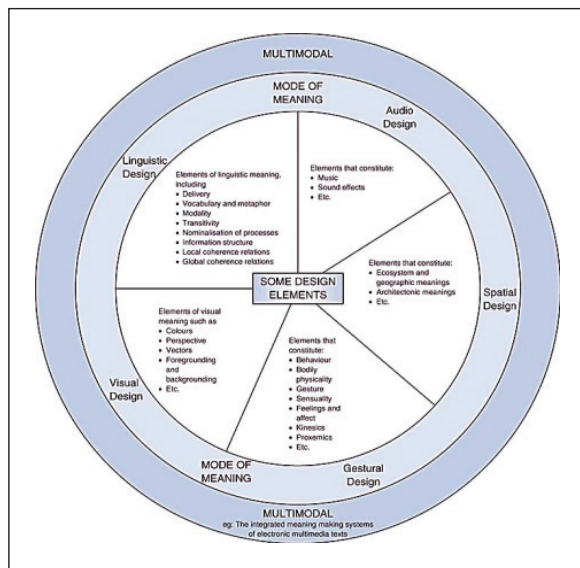 MULTIMODAL
MODE OF
MEANING
Audio
Design
Linguistic
Design
Elements of linguistic meaning,
including
• Delivery
• Vocabulary and metaphor
• Modality
• Transitivity
• Nominalisation of processes
• Information structure
• Local coherence relations
• Global coherence relations
Elements that constitute:
• Music
• Sound effects
• Etc.
Elements that constitute:
• Ecosystem and
geographic meanings
• Architectonic meanings
• Etc.
Spatial
Design
SOME DESIGN
ELEMENTS
Elements of visual
meaning such as
• Colours
• Perspective
• Vectors
• Foregrounding
and
backgrounding
• Etc.
Elements that
constitute:
• Behaviour
• Bodily
physicality
• Gesture
• Sensuality
• Feelings and
affect
• Kinesics
• Proxemics
• Etc.
Visual
Design
MODE OF
MEANING
Gestural
Design
MULTIMODAL
eg: The integrated meaning making systems
of electronic multimedia texts